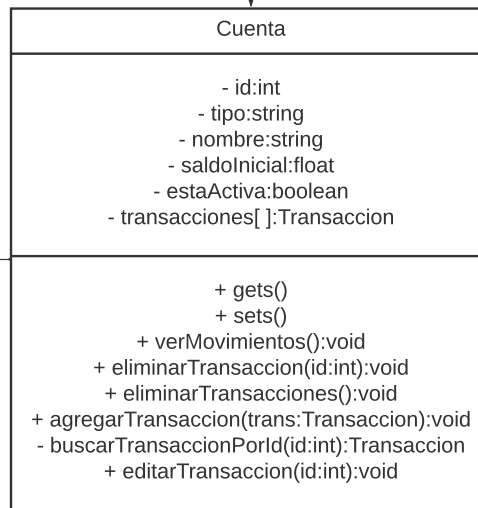 Cuenta
- id:int
- tipo:string
- nombre:string
- saldoInicial:float
- estaActiva:boolean
- transacciones[ ]:Transaccion
+ gets()
+ sets()
+ verMovimientos():void
+ eliminarTransaccion(id:int):void
+ eliminarTransacciones():void
+ agregarTransaccion(trans:Transaccion):void
- buscarTransaccionPorId(id:int):Transaccion
+ editarTransaccion(id:int):void